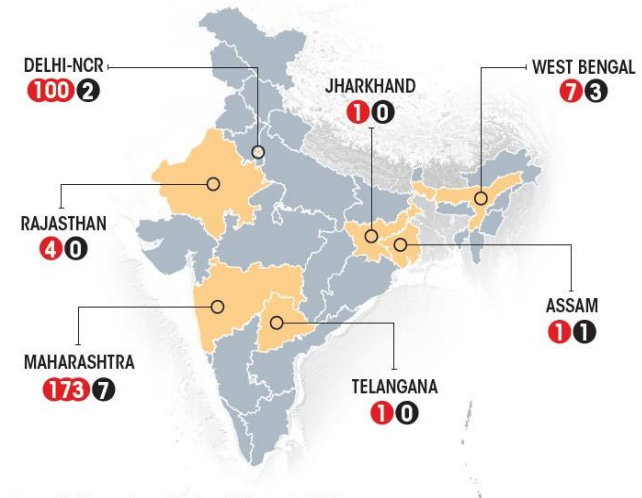 DELHI-NCR
100 2
JHARKHAND
1 0
WEST BENGAL
7 3
RAJASTHAN
4 0
ASSAM
1 1
MAHARASHTRA
173 7
TELANGANA
1 0